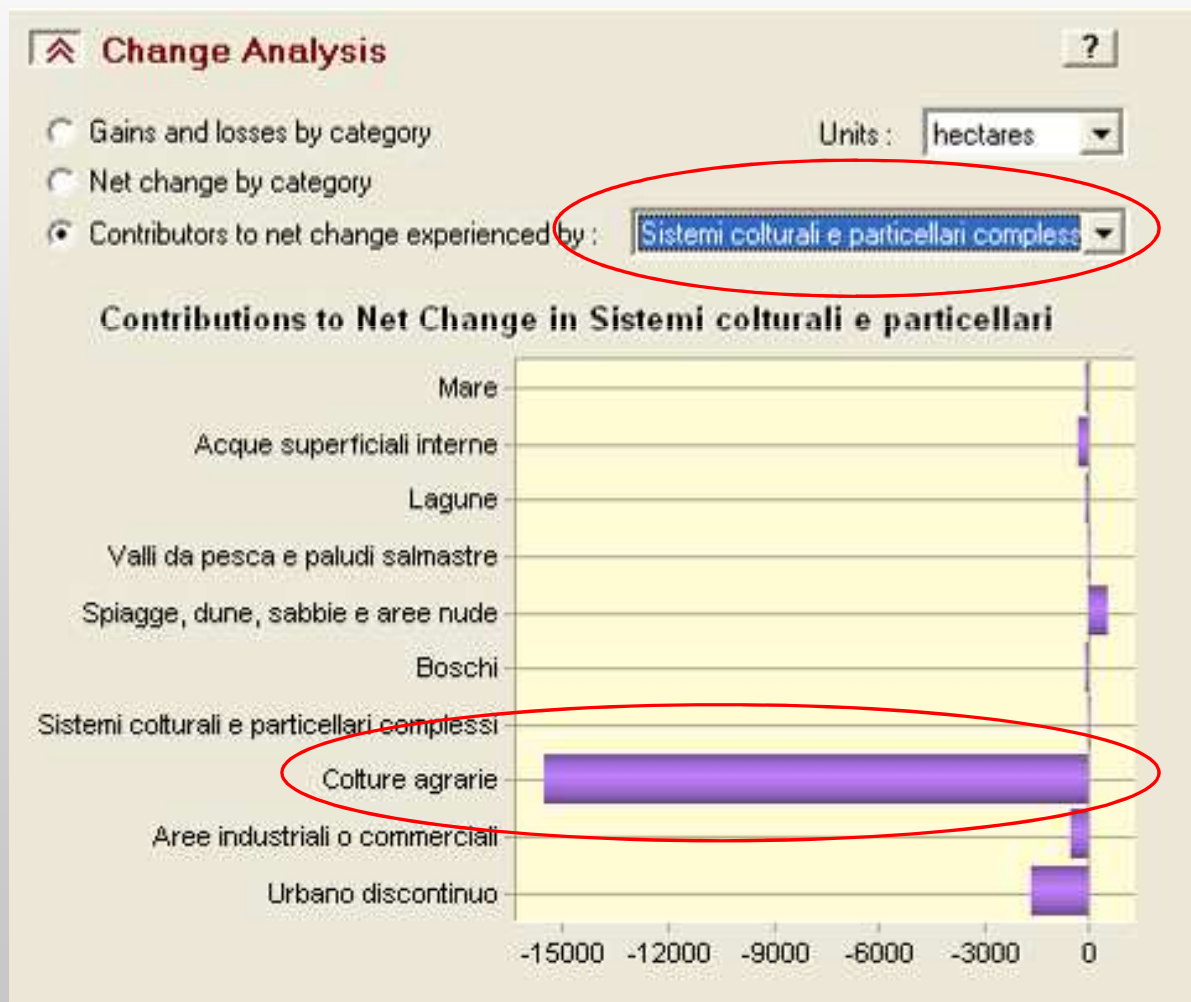 Change Analysis ?
Gains and losses by category Units : hectares
Net change by category
Contributors to net change experienced by : Sistemi colturali e particellari compless
Contributions to Net Change in Sistemi colturali e particellari
Mare
Acque superficiali interne
Lagune
Valli da pesca e paludi salmastre
Spiagge, dune, sabbie e aree nude
Boschi
Sistemi colturali e particellari complessi
Colture agrarie
Aree industriali o commerciali
Urbano discontinuo
-15000 -12000 -9000 -6000 -3000 0